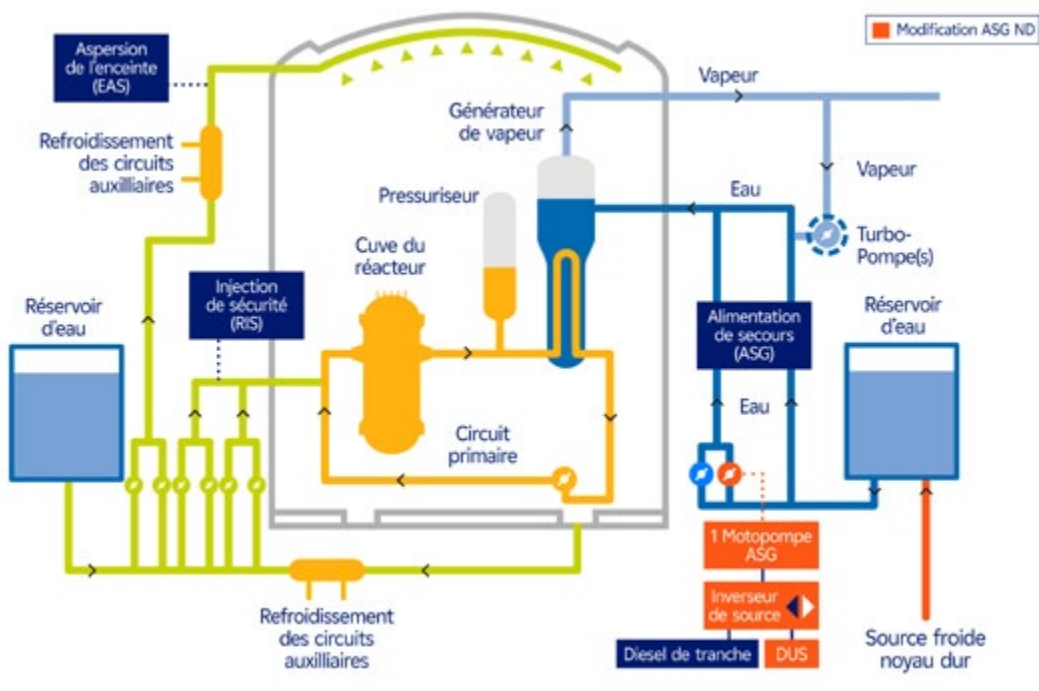 Modification ASG ND
Aspersion
de l'enceinte
(EAS)
Vapeur
Générateur
de vapeur
Refroidissement
des circuits
auxilliaires
Vapeur
Pressuriseur
Eau
Turbo-
Pompe(s)
Cuve du
réacteur
Injection
de sécurité
(RIS)
Réservoir
d'eau
Alimentation
de secours
(ASG)
Réservoir
d'eau
Eau
Circuit
primaire
1 Motopompe
ASG
Inverseur
de source
Refroidissement
des circuits
auxilliaires
Diesel de tranche
DUS
Source froide
noyau dur